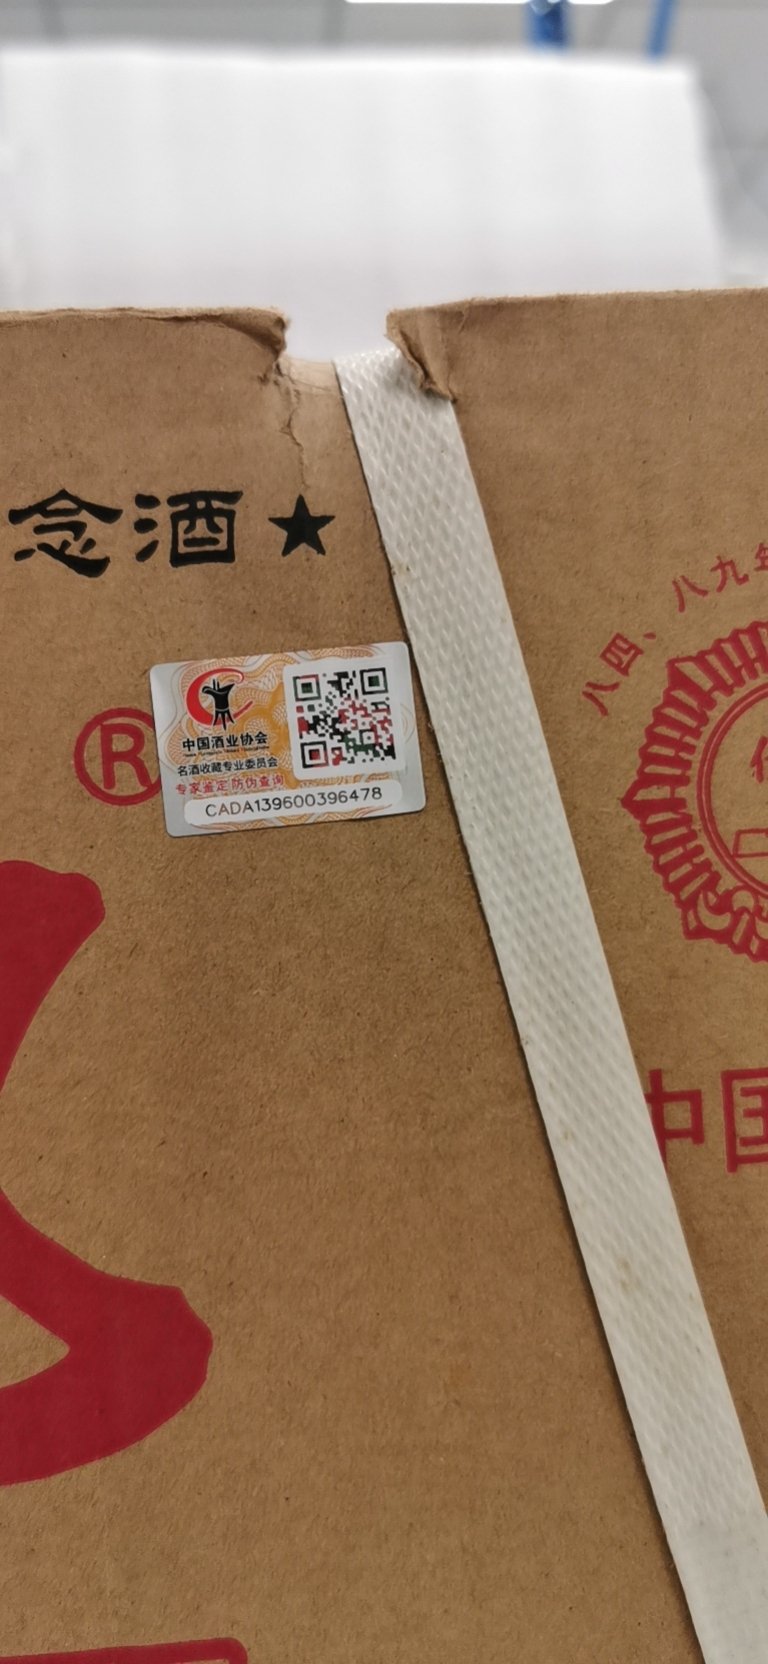 念酒★
八四、八九年
®
中国酒业协会
名酒收藏专业委员会
专家鉴定防伪查询
CADA139600396478
中国